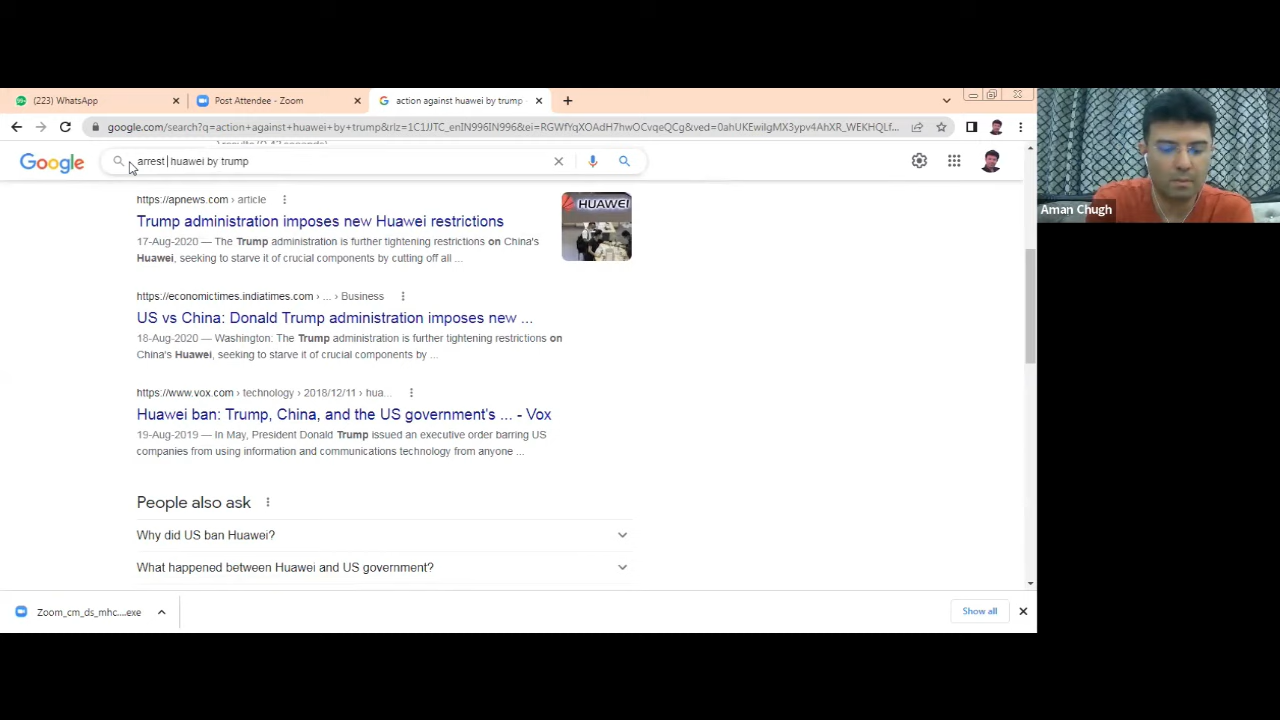 (223) WhatsApp
Post Attendee - Zoom
action against huawei by trump
google.com/search?q=action+against+huawei+by+trump&rlz=1C1JJTC_enIN996IN996&ei=RGWfYqXOAdH7hwOCvqeQCg&ved=0ahUKEwilgMX3ypv4AhXR_WEKHQLf...
Google
arrest huawei by trump
https://apnews.com › article
Trump administration imposes new Huawei restrictions
17-Aug-2020 — The Trump administration is further tightening restrictions on China's
Huawei, seeking to starve it of crucial components by cutting off all ...
HUAWEI
https://economictimes.indiatimes.com › ... › Business
US vs China: Donald Trump administration imposes new ...
18-Aug-2020 — Washington: The Trump administration is further tightening restrictions on
China's Huawei, seeking to starve it of crucial components by ...
https://www.vox.com › technology › 2018/12/11 › hua...
Huawei ban: Trump, China, and the US government's ... - Vox
19-Aug-2019 — In May, President Donald Trump issued an executive order barring US
companies from using information and communications technology from anyone ...
People also ask
Why did US ban Huawei?
What happened between Huawei and US government?
Zoom_cm_ds_mhc....exe
Show all
Aman Chugh